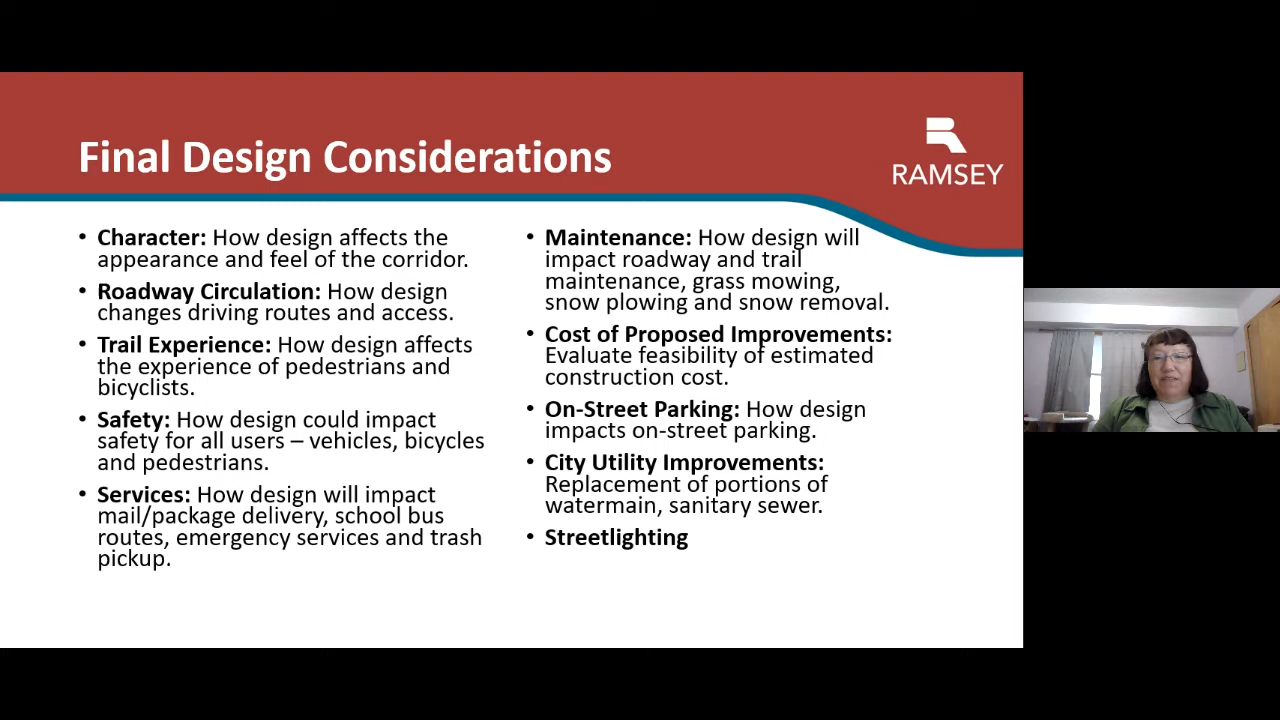 Final Design Considerations
RAMSEY
• Character: How design affects the
appearance and feel of the corridor.
• Roadway Circulation: How design
changes driving routes and access.
• Trail Experience: How design affects
the experience of pedestrians and
bicyclists.
• Safety: How design could impact
safety for all users – vehicles, bicycles
and pedestrians.
• Services: How design will impact
mail/package delivery, school bus
routes, emergency services and trash
pickup.
• Maintenance: How design will
impact roadway and trail
maintenance, grass mowing,
snow plowing and snow removal.
• Cost of Proposed Improvements:
Evaluate feasibility of estimated
construction cost.
• On-Street Parking: How design
impacts on-street parking.
• City Utility Improvements:
Replacement of portions of
watermain, sanitary sewer.
• Streetlighting